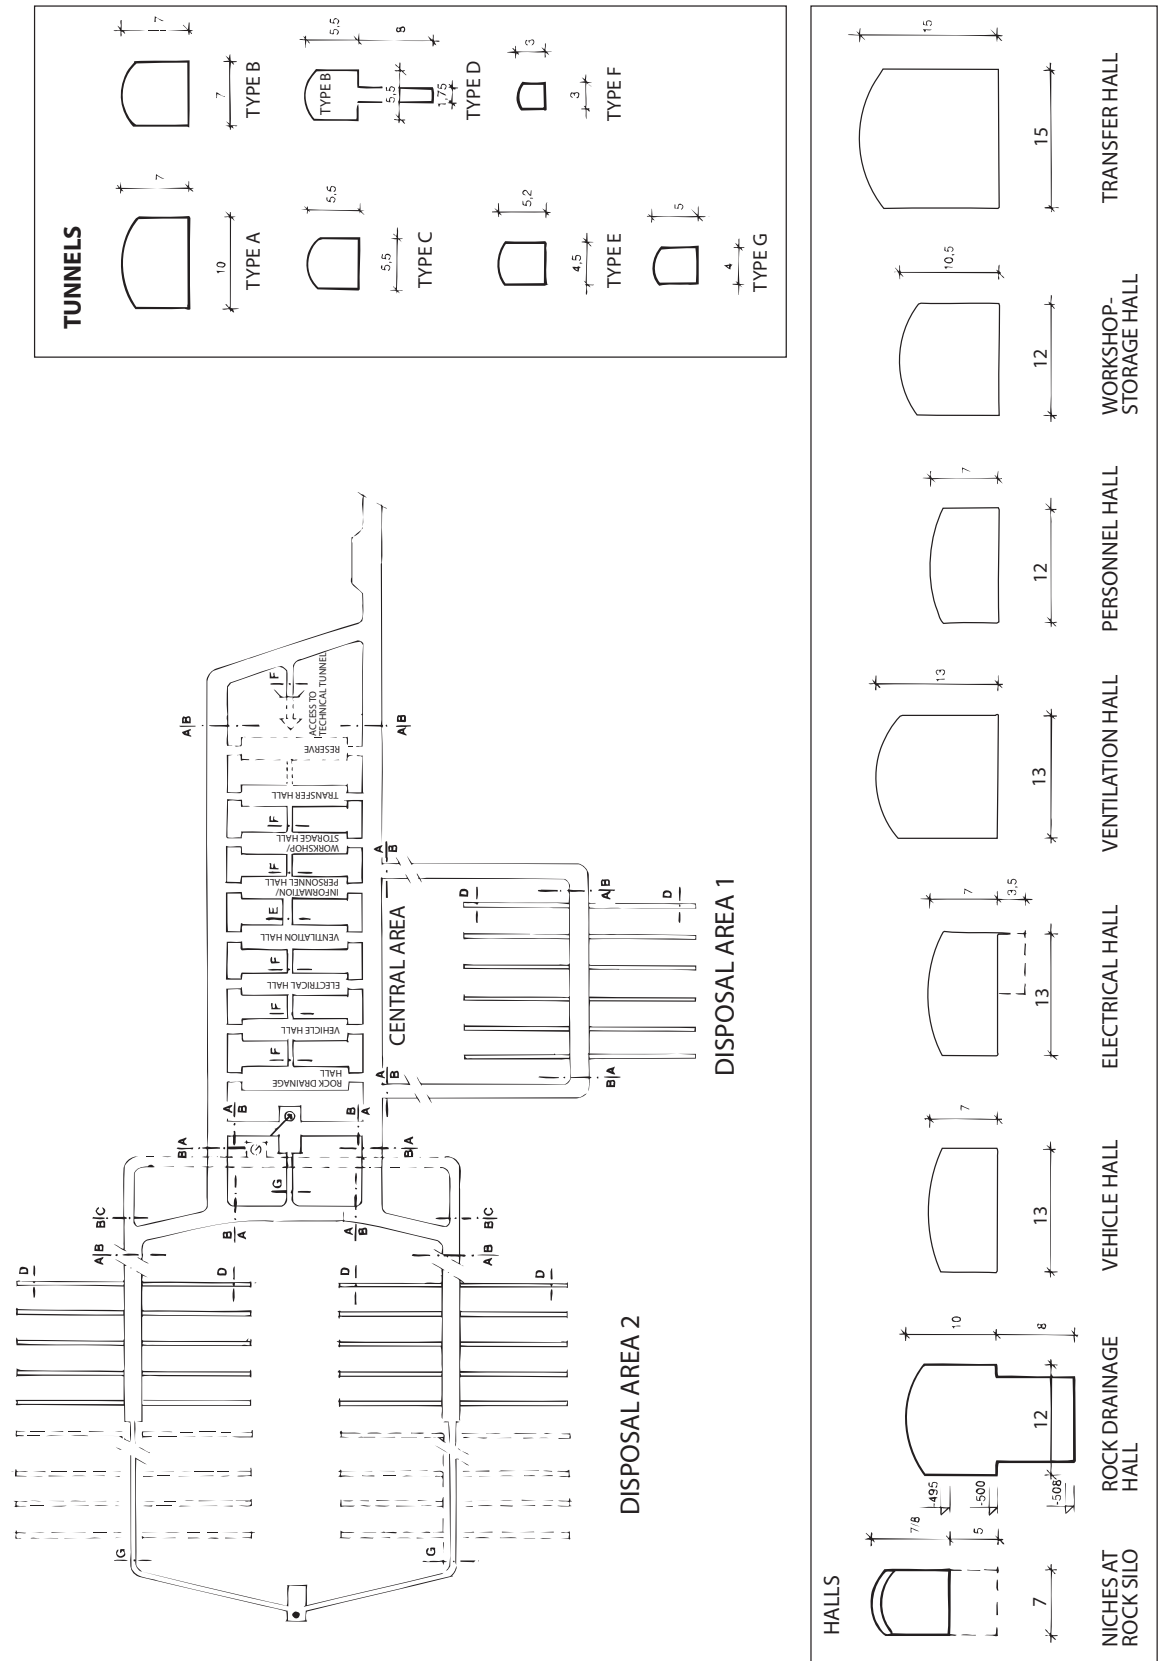 TUNNELS
10
7
TYPE A
7
7
TYPE B
5,5
5,5
TYPE C
TYPE B
5,5
8
5,5
1,75
TYPE D
4,5
5,2
TYPE E
3
3
TYPE F
4
5
TYPE G
DISPOSAL AREA 2
G
G
D
D
D
D
A B
A B
B C
B C
B A
B A
B A
A B
G
A B
B A
ROCK DRAINAGE
HALL
F
VEHICLE HALL
F
ELECTRICAL HALL
F
VENTILATION HALL
E
INFORMATION/
PERSONNEL HALL
F
WORKSHOP/
STORAGE HALL
F
TRANSFER HALL
RESERVE
ACCESS TO
TECHNICAL TUNNEL
F
A B
A B
CENTRAL AREA
A B
A B
B A
A B
D
D
DISPOSAL AREA 1
HALLS
7/8
5
7
NICHES AT
ROCK SILO
-495
-500
-508
10
8
12
ROCK DRAINAGE
HALL
7
13
VEHICLE HALL
7
3,5
13
ELECTRICAL HALL
13
13
VENTILATION HALL
7
12
PERSONNEL HALL
10,5
12
WORKSHOP-
STORAGE HALL
15
15
TRANSFER HALL